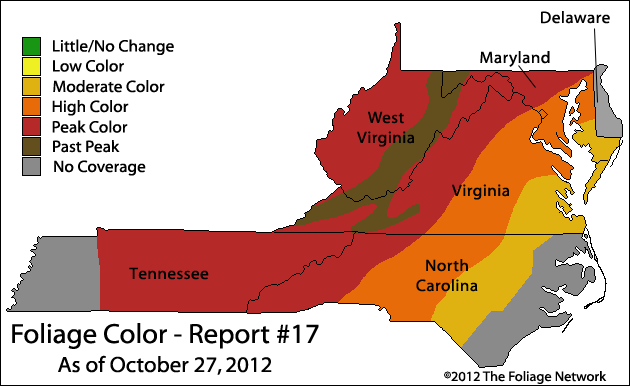 Delaware
Little/No Change
Low Color
Moderate Color
High Color
Peak Color
Past Peak
No Coverage
Maryland
West
Virginia
Virginia
Tennessee
North
Carolina
Foliage Color - Report #17
As of October 27, 2012
©2012 The Foliage Network